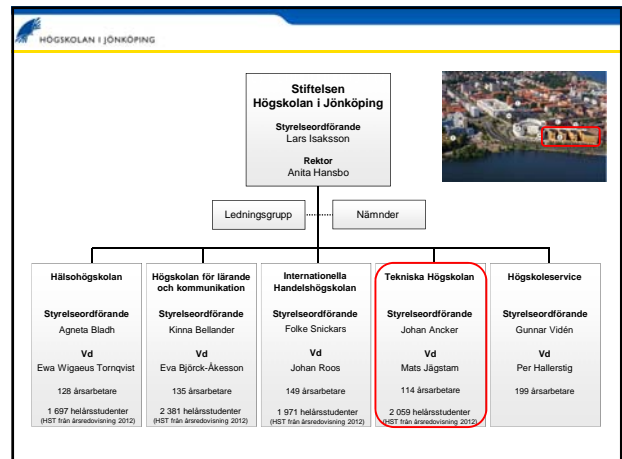 HÖGSKOLAN I JÖNKÖPING
Stiftelsen
Högskolan i Jönköping
Styrelseordförande
Lars Isaksson
Rektor
Anita Hansbo
Ledningsgrupp
Nämnder
Hälsohögskolan
Styrelseordförande
Agneta Bladh
Vd
Ewa Wigaeus Tornqvist
128 årsarbetare
1 697 helårsstudenter
(HST från årsredovisning 2012)
Högskolan för lärande
och kommunikation
Styrelseordförande
Kinna Bellander
Vd
Eva Björck-Åkesson
135 årsarbetare
2 381 helårsstudenter
(HST från årsredovisning 2012)
Internationella
Handelshögskolan
Styrelseordförande
Folke Snickars
Vd
Johan Roos
149 årsarbetare
1 971 helårsstudenter
(HST från årsredovisning 2012)
Tekniska Högskolan
Styrelseordförande
Johan Ancker
Vd
Mats Jägstam
114 årsarbetare
2 059 helårsstudenter
(HST från årsredovisning 2012)
Högskoleservice
Styrelseordförande
Gunnar Vidén
Vd
Per Hallerstig
199 årsarbetare